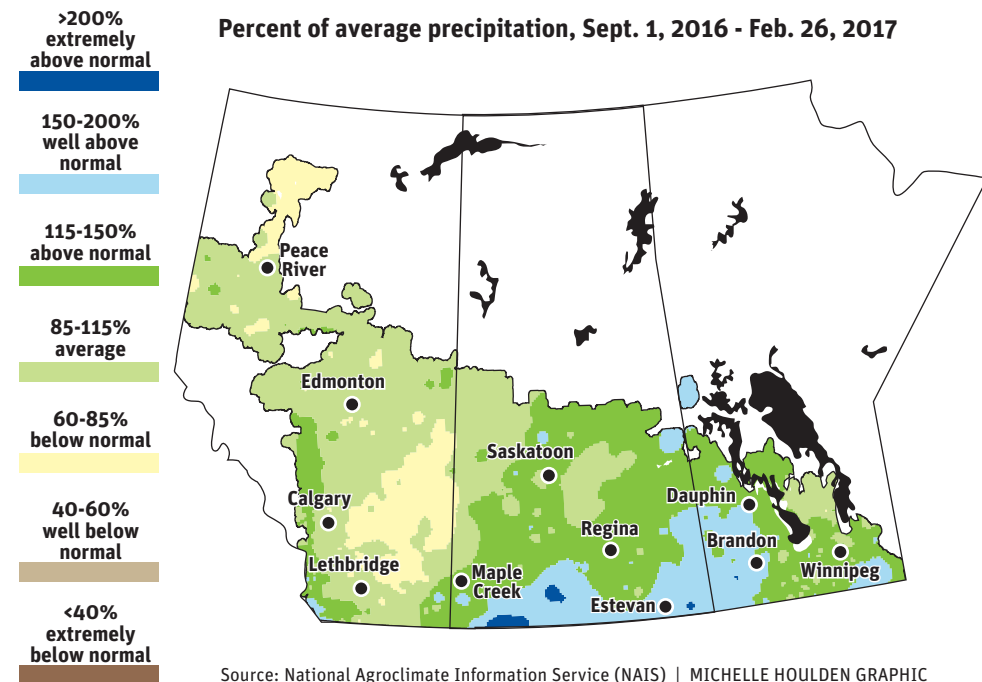 Percent of average precipitation, Sept. 1, 2016 - Feb. 26, 2017
>200%
extremely
above normal
150-200%
well above
normal
115-150%
above normal
85-115%
average
60-85%
below normal
40-60%
well below
normal
<40%
extremely
below normal
Peace
River
Edmonton
Saskatoon
Calgary
Dauphin
Regina
Brandon
Lethbridge
Maple
Creek
Winnipeg
Estevan
Source: National Agroclimate Information Service (NAIS) | MICHELLE HOULDEN GRAPHIC